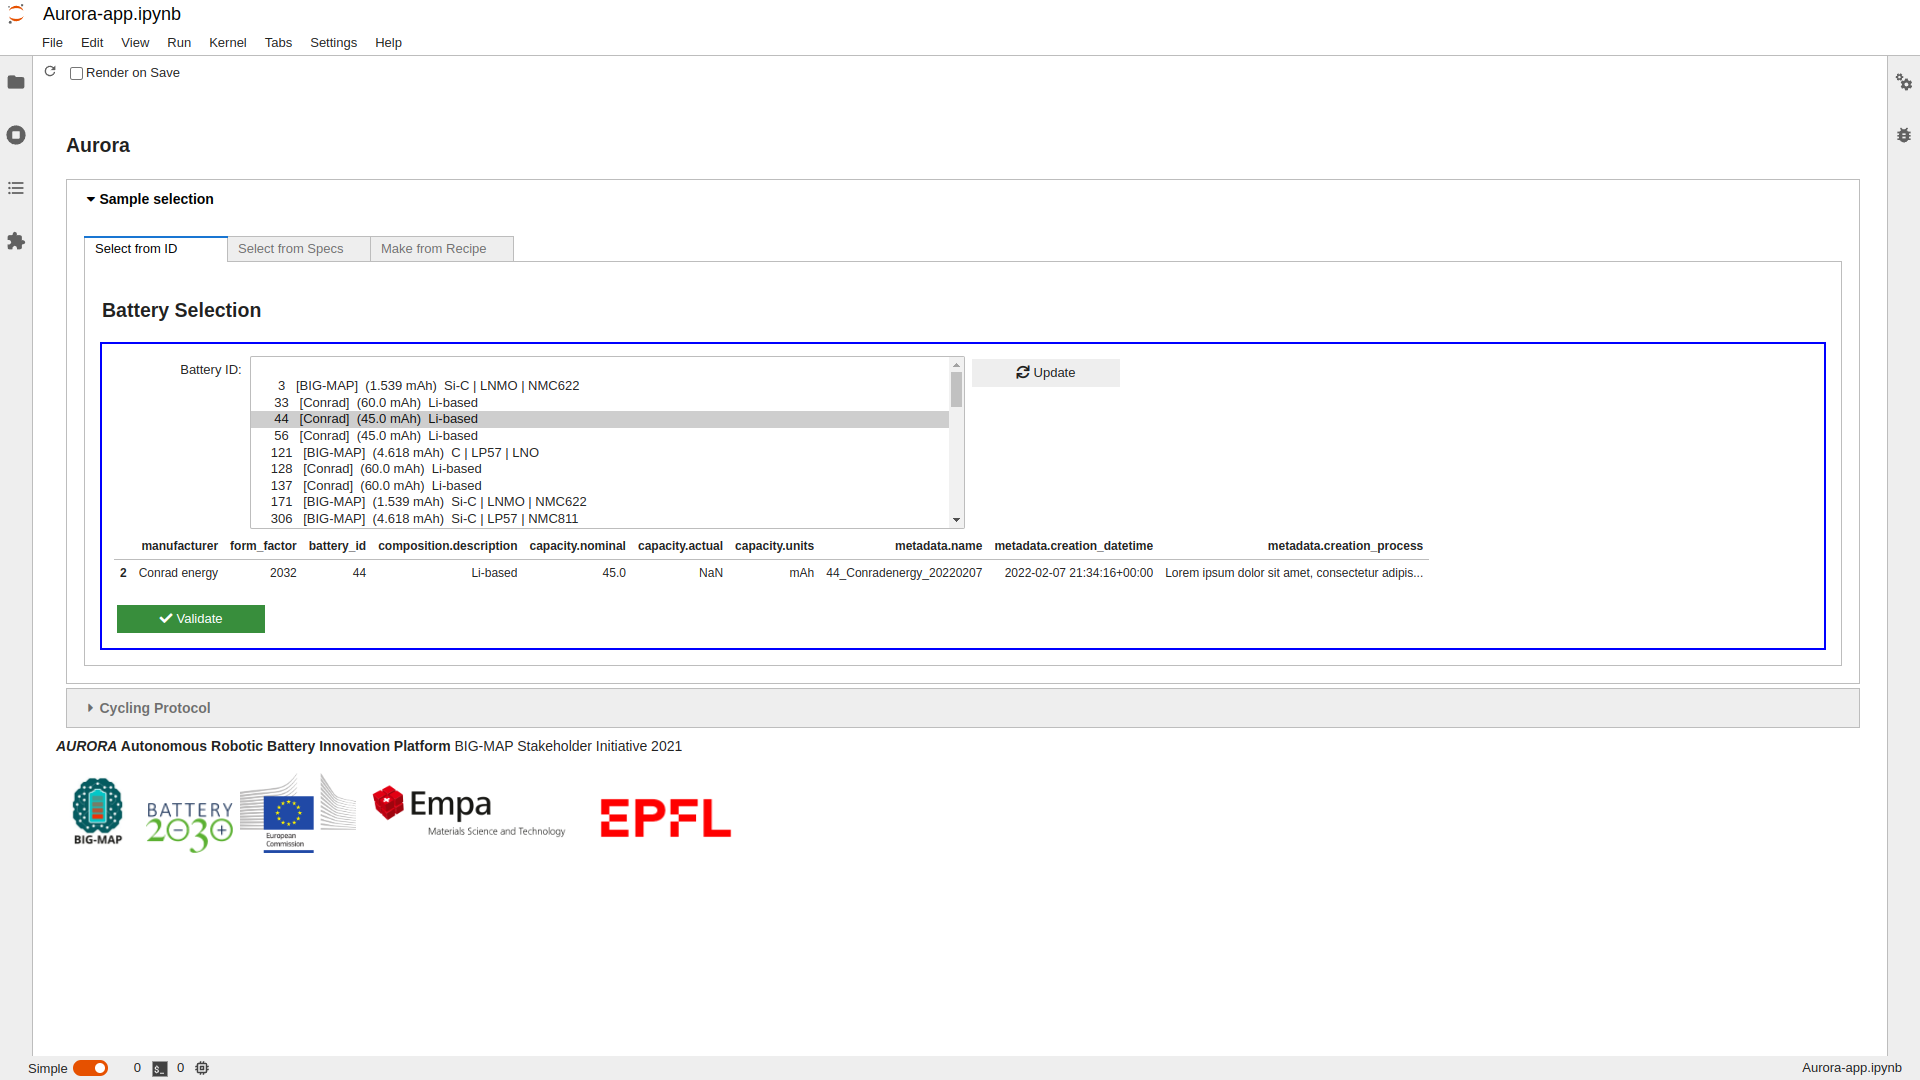 Aurora-app.ipynb
File Edit View Run Kernel Tabs Settings Help
Render on Save
Aurora
Sample selection
Select from ID Select from Specs Make from Recipe
Battery Selection
Battery ID:
3 [BIG-MAP] (1.539 mAh) Si-C | LNMO | NMC622
33 [Conrad] (60.0 mAh) Li-based
44 [Conrad] (45.0 mAh) Li-based
56 [Conrad] (45.0 mAh) Li-based
121 [BIG-MAP] (4.618 mAh) C | LP57 | LNO
128 [Conrad] (60.0 mAh) Li-based
137 [Conrad] (60.0 mAh) Li-based
171 [BIG-MAP] (1.539 mAh) Si-C | LNMO | NMC622
306 [BIG-MAP] (4.618 mAh) Si-C | LP57 | NMC811
Update
manufacturer form_factor battery_id composition.description capacity.nominal capacity.actual capacity.units metadata.name metadata.creation_datetime metadata.creation_process
2 Conrad energy 2032 44 Li-based 45.0 NaN mAh 44_Conradenergy_20220207 2022-02-07 21:34:16+00:00 Lorem ipsum dolor sit amet, consectetur adipis...
Validate
Cycling Protocol
AURORA Autonomous Robotic Battery Innovation Platform BIG-MAP Stakeholder Initiative 2021
BIG-MAP
BATTERY
2030
European
Commission
Empa
Materials Science and Technology
EPFL
Simple 0 $_ 0 Aurora-app.ipynb